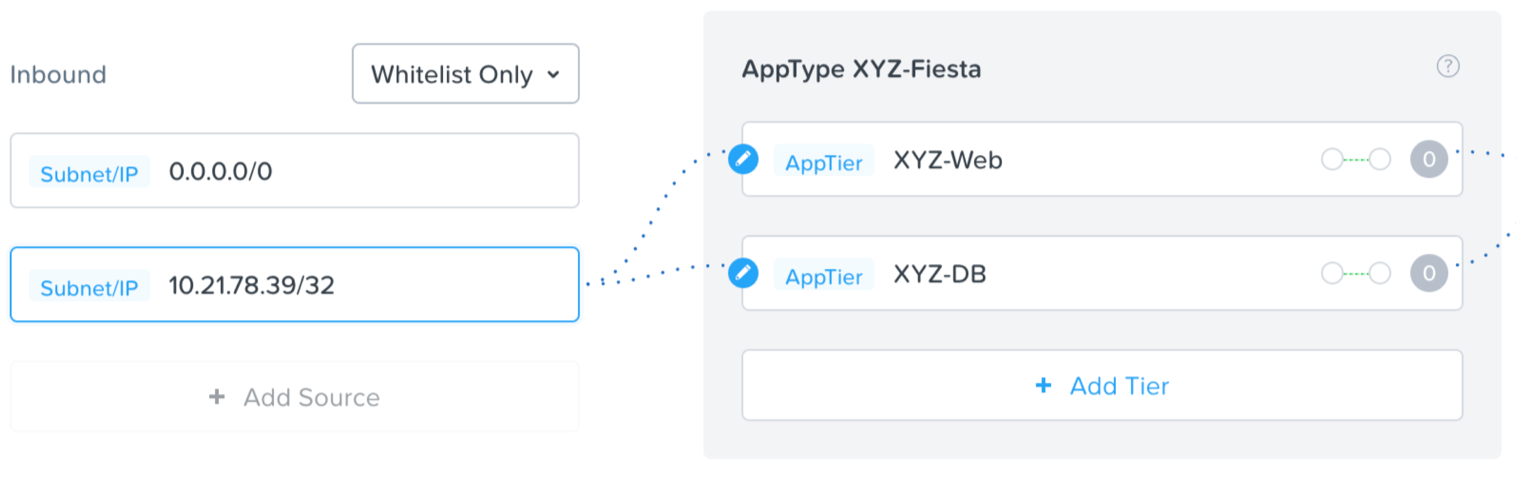 Inbound
Whitelist Only
Subnet/IP 0.0.0.0/0
Subnet/IP 10.21.78.39/32
+ Add Source
AppType XYZ-Fiesta
?
AppTier XYZ-Web 0
AppTier XYZ-DB 0
+ Add Tier